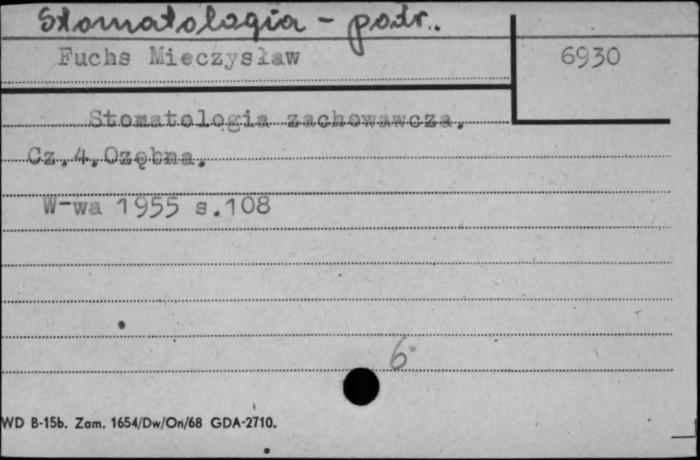 Stomatologia - podr.
Fuchs Mieczysław 6930
Stomatologia zachowawcza.
Cz.4.Ozębna.
W-wa 1955 s.108
6
WD B-15b. Zam. 1654/Dw/On/68 GDA-2710.